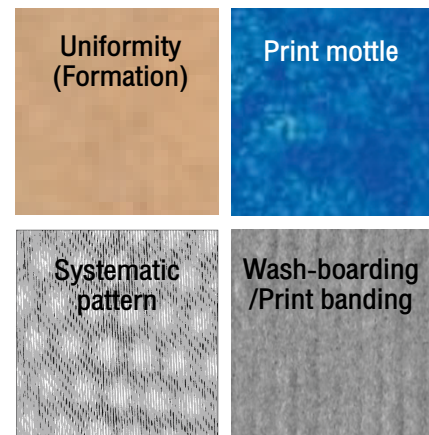 Uniformity
(Formation)
Print mottle
Systematic
pattern
Wash-boarding
/Print banding